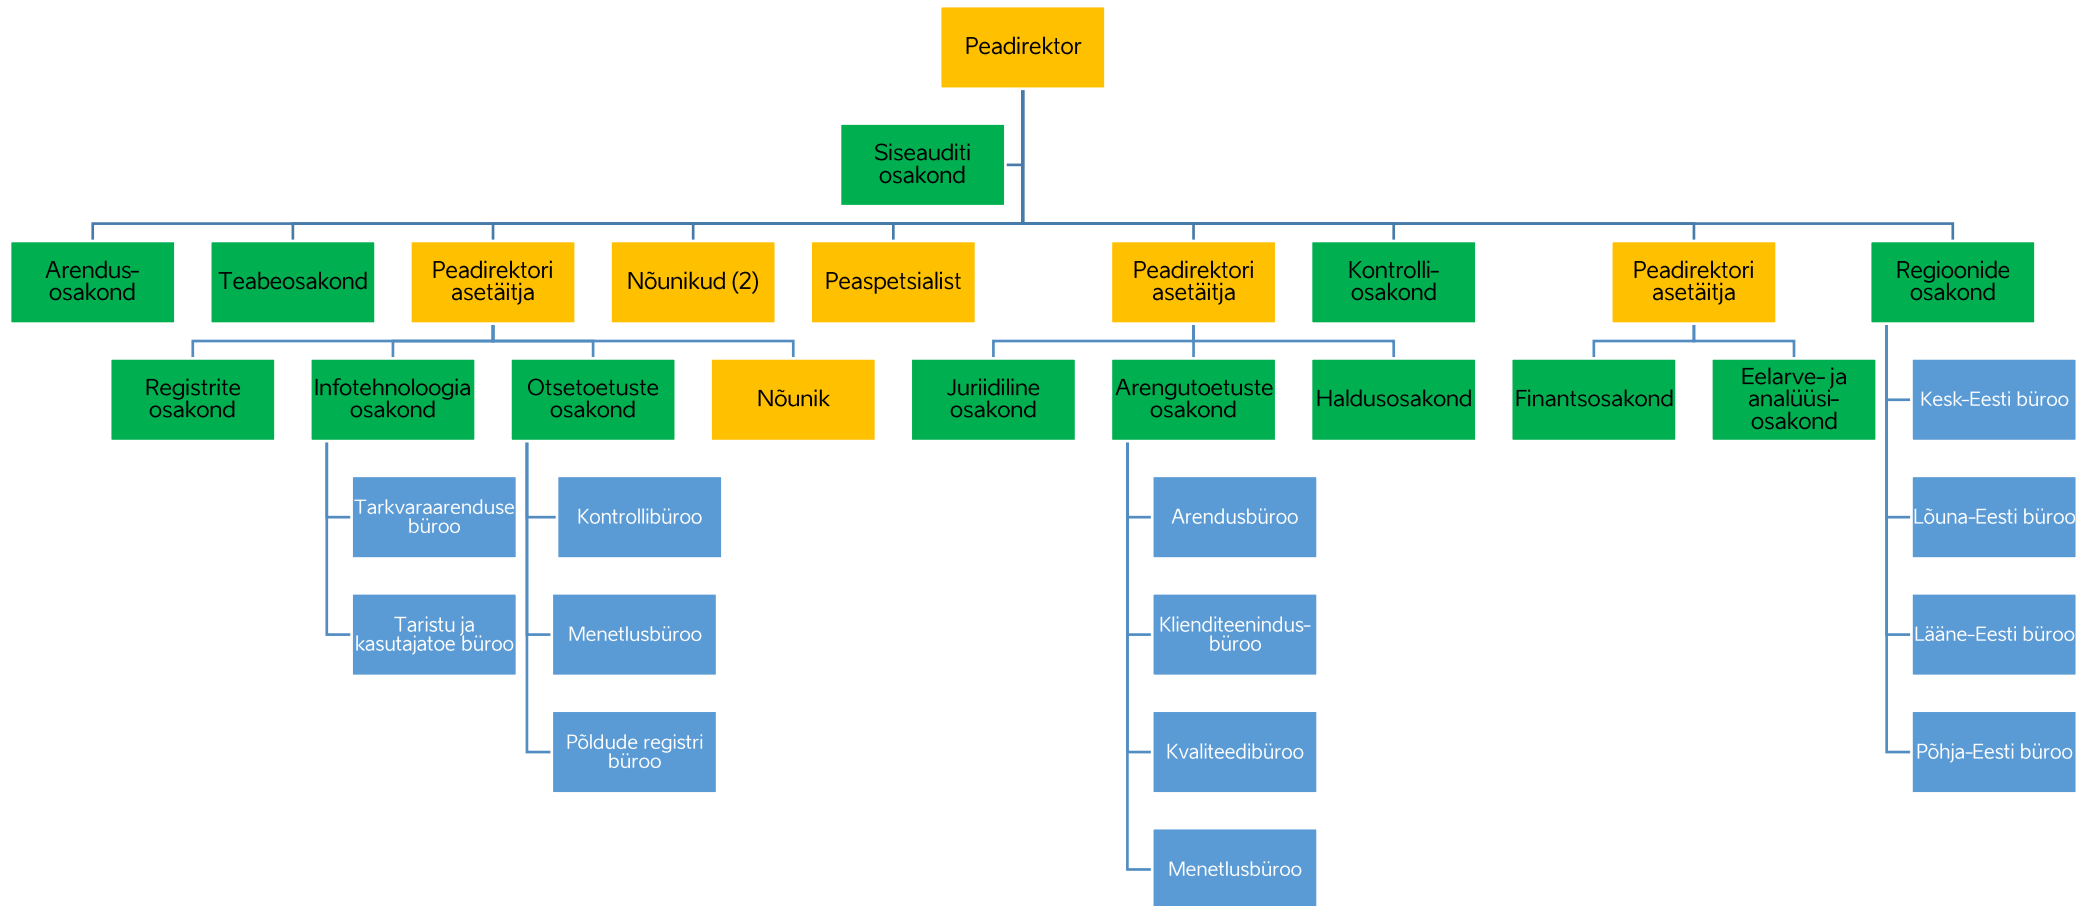 Peadirektor
Siseauditi
osakond
Arendus-
osakond
Teabeosakond
Peadirektori
asetäitja
Nõunikud (2)
Peaspetsialist
Peadirektori
asetäitja
Kontrolli-
osakond
Peadirektori
asetäitja
Regioonide
osakond
Registrite
osakond
Infotehnoloogia
osakond
Otsetoetuste
osakond
Nõunik
Juriidiline
osakond
Arengutoetuste
osakond
Haldusosakond
Finantsosakond
Eelarve- ja
analüüsi-
osakond
Kesk-Eesti büroo
Tarkvaraarenduse
büroo
Kontrollibüroo
Arendusbüroo
Lõuna-Eesti büroo
Taristu ja
kasutajatoe büroo
Menetlusbüroo
Klienditeenindus-
büroo
Lääne-Eesti büroo
Põldude registri
büroo
Kvaliteedibüroo
Põhja-Eesti büroo
Menetlusbüroo